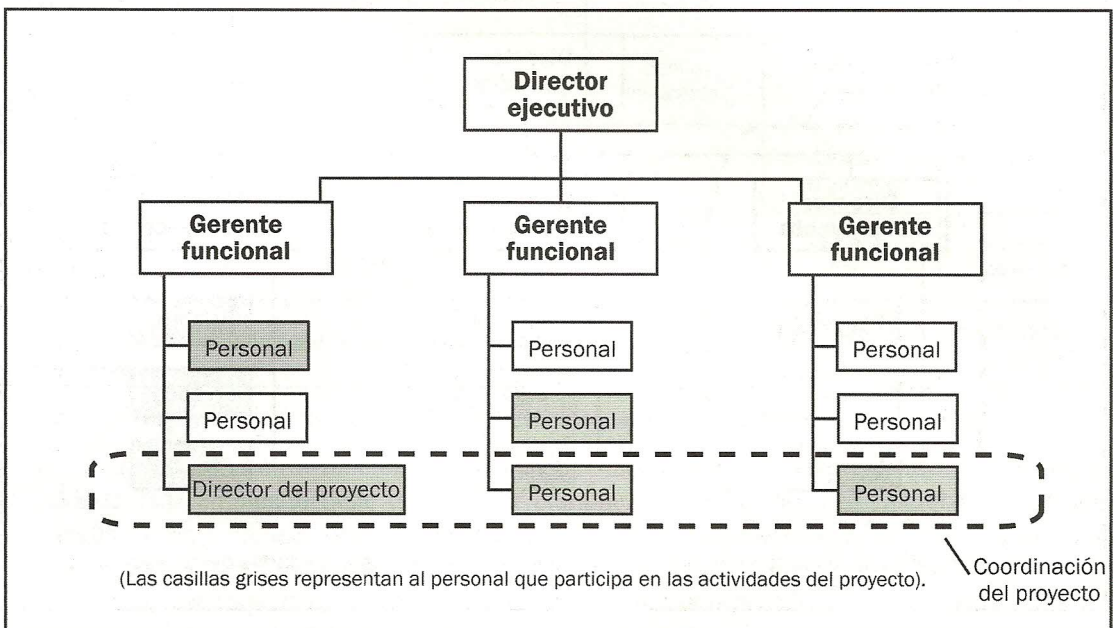 Director
ejecutivo
Gerente
funcional
Gerente
funcional
Gerente
funcional
Personal
Personal
Personal
Personal
Personal
Personal
Director del proyecto
Personal
Personal
(Las casillas grises representan al personal que participa en las actividades del proyecto).
Coordinación
del proyecto